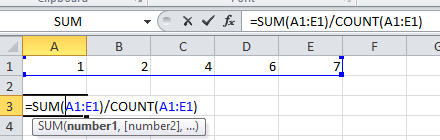 SUM fx =SUM(A1:E1)/COUNT(A1:E1)
A B C D E F G
1 1 2 4 6 7
2
3 =SUM(A1:E1)/COUNT(A1:E1)
4 SUM(number1, [number2], ...)